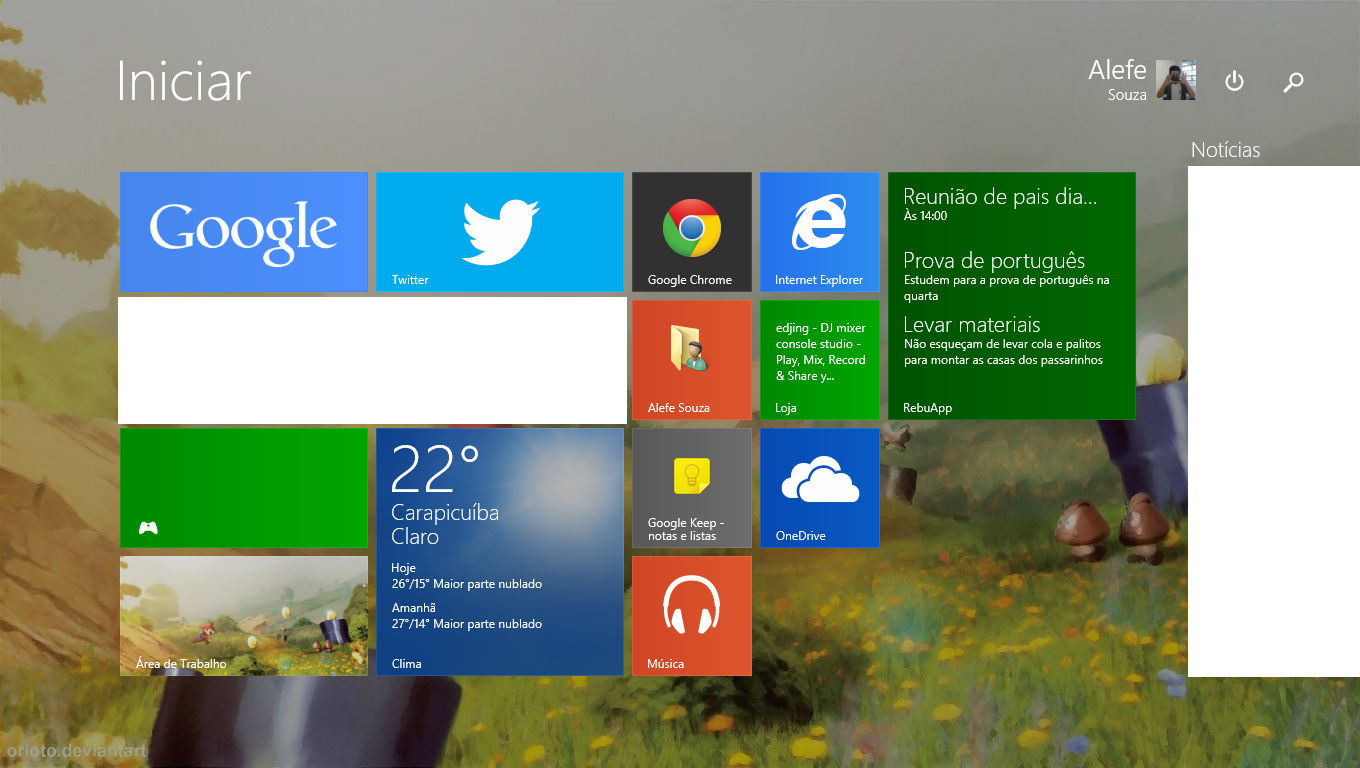 Iniciar
Alefe
Souza
Notícias
Google
Twitter
Google Chrome
Internet Explorer
Reunião de pais dia...
Às 14:00
Prova de português
Estudem para a prova de português na
quarta
Levar materiais
Não esqueçam de levar cola e palitos
para montar as casas dos passarinhos
RebuApp
Alefe Souza
edjing - DJ mixer
console studio -
Play, Mix, Record
& Share y...
Loja
22°
Carapicuíba
Claro
Hoje
26°/15° Maior parte nublado
Amanhã
27°/14° Maior parte nublado
Clima
Google Keep -
notas e listas
OneDrive
Área de Trabalho
Música
orioto.deviantart